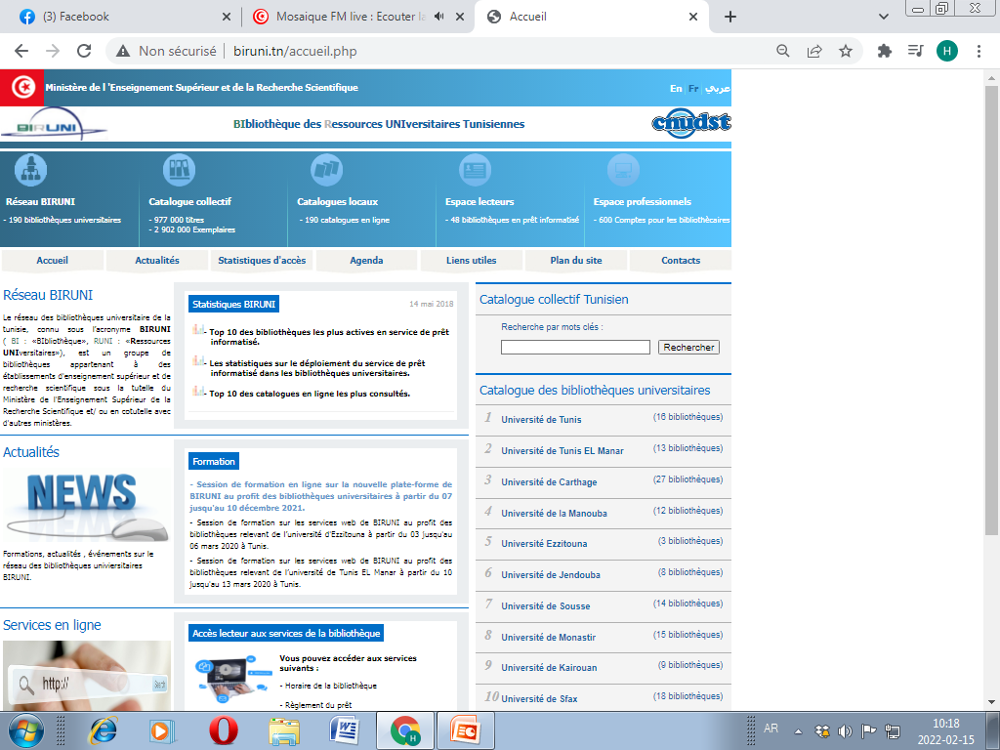 (3) Facebook
Mosaique FM live : Ecouter la
Accueil
Non sécurisé
biruni.tn/accueil.php
H
Ministère de l 'Enseignement Supérieur et de la Recherche Scientifique
En Fr عربي
BIRUNI
BIbliothèque des Ressources UNIversitaires Tunisiennes
cnudst
Réseau BIRUNI
- 190 bibliothèques universitaires
Catalogue collectif
- 977 000 titres
- 2 902 000 Exemplaires
Catalogues locaux
- 190 catalogues en ligne
Espace lecteurs
- 48 bibliothèques en prêt informatisé
Espace professionnels
- 600 Comptes pour les bibliothécaires
Accueil
Actualités
Statistiques d'accès
Agenda
Liens utiles
Plan du site
Contacts
Réseau BIRUNI
Le réseau des bibliothèques universitaire de la
tunisie, connu sous l'acronyme BIRUNI
( BI : «BIbliothèque», RUNI : «Ressources
UNIversitaires»), est un groupe de
bibliothèques appartenant à des
établissements d'enseignement supérieur et de
recherche scientifique sous la tutelle du
Ministère de l'Enseignement Supérieur de la
Recherche Scientifique et/ ou en cotutelle avec
d'autres ministères.
Statistiques BIRUNI
14 mai 2018
- Top 10 des bibliothèques les plus actives en service de prêt
informatisé.
- Les statistiques sur le déploiement du service de prêt
informatisé dans les bibliothèques universitaires.
- Top 10 des catalogues en ligne les plus consultés.
Catalogue collectif Tunisien
Recherche par mots clés :
Rechercher
Catalogue des bibliothèques universitaires
1 Université de Tunis (16 bibliothèques)
2 Université de Tunis EL Manar (13 bibliothèques)
3 Université de Carthage (27 bibliothèques)
4 Université de la Manouba (12 bibliothèques)
5 Université Ezzitouna (3 bibliothèques)
6 Université de Jendouba (8 bibliothèques)
7 Université de Sousse (14 bibliothèques)
8 Université de Monastir (15 bibliothèques)
9 Université de Kairouan (9 bibliothèques)
10 Université de Sfax (18 bibliothèques)
Actualités
NEWS
Formations, actualités , événements sur le
réseau des bibliothèques univiersitaires
BIRUNI.
Formation
- Session de formation en ligne sur la nouvelle plate-forme de
BIRUNI au profit des bibliothèques universitaires à partir du 07
jusqu'au 10 décembre 2021.
- Session de formation sur les services web de BIRUNI au profit des
bibliothèques relevant de l'université d'Ezzitouna à partir du 03 jusqu'au
06 mars 2020 à Tunis.
- Session de formation sur les services web de BIRUNI au profit des
bibliothèques relevant de l'université de Tunis EL Manar à partir du 10
jusqu'au 13 mars 2020 à Tunis.
Services en ligne
http://
Search
Accès lecteur aux services de la bibliothèque
Vous pouvez accéder aux services
suivants :
- Horaire de la bibliothèque
- Règlement du prêt
AR
10:18
2022-02-15